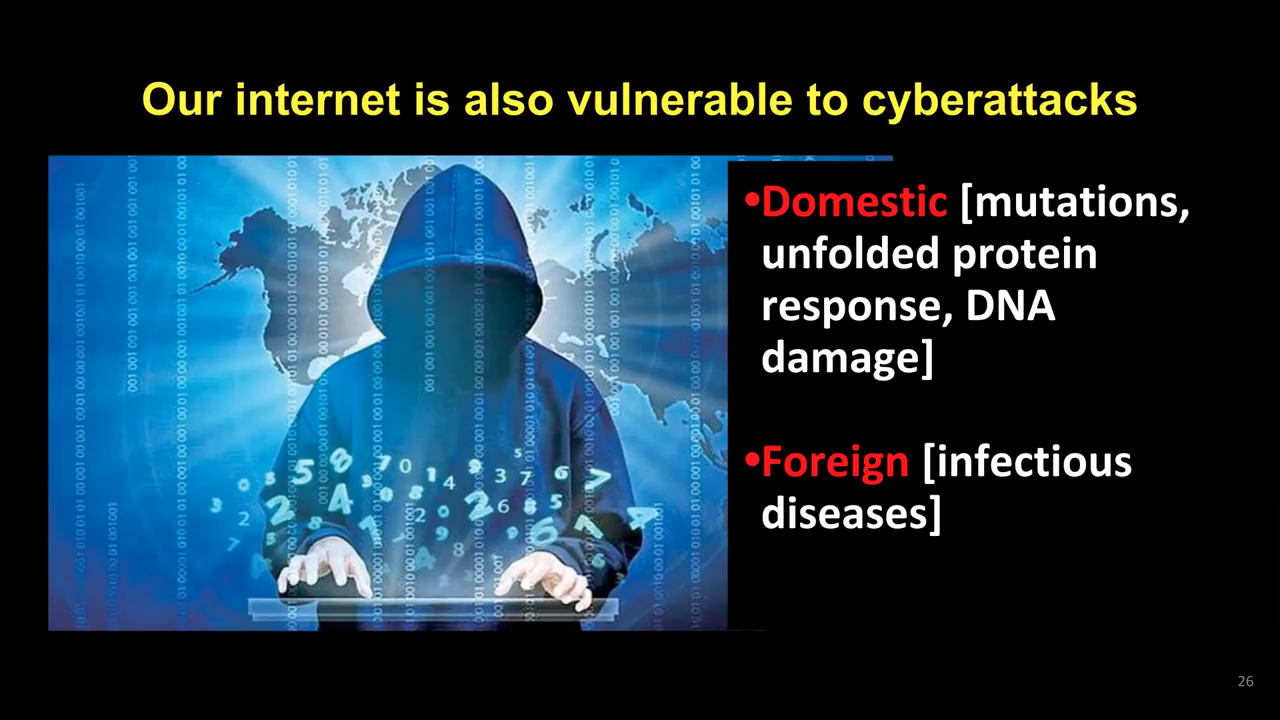 Our internet is also vulnerable to cyberattacks
•Domestic [mutations,
unfolded protein
response, DNA
damage]
•Foreign [infectious
diseases]
26